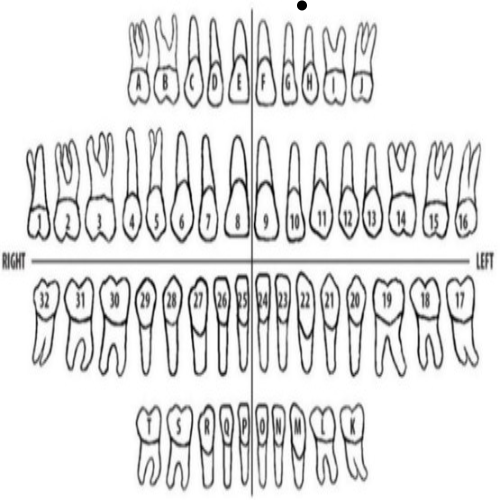 A B C D E F G H I J
1 2 3 4 5 6 7 8 9 10 11 12 13 14 15 16
RIGHT LEFT
32 31 30 29 28 27 26 25 24 23 22 21 20 19 18 17
T S R Q P O N M L K